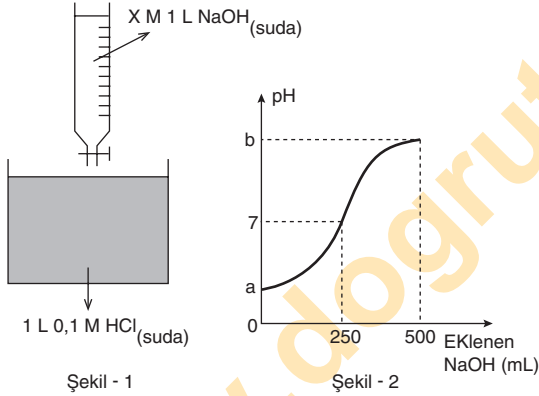 X M 1 L NaOH(suda)
1 L 0,1 M HCl(suda)
Şekil - 1
pH
b
7
a
0
250
500
EKlenen
NaOH (mL)
Şekil - 2
dogrut